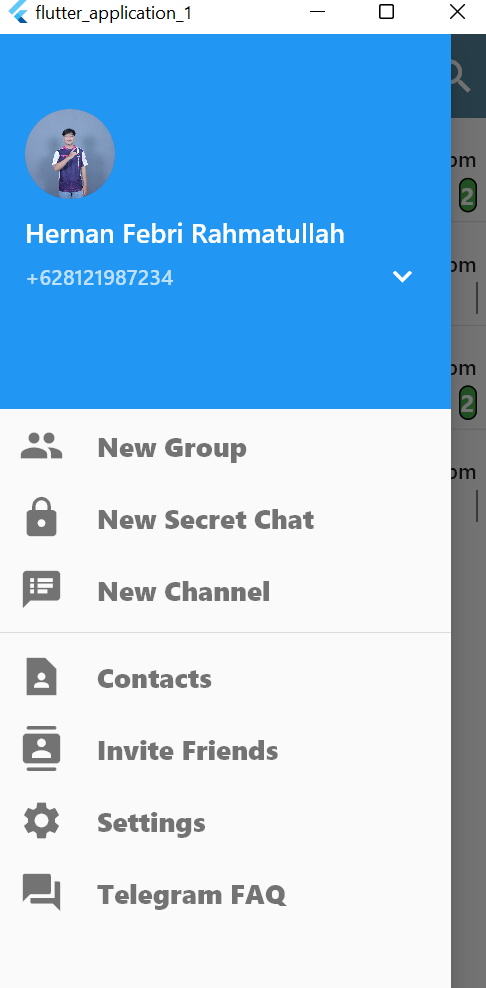 flutter_application_1
om
2
Hernan Febri Rahmatullah
+628121987234
om
om
2
New Group
om
New Secret Chat
New Channel
Contacts
Invite Friends
Settings
Telegram FAQ